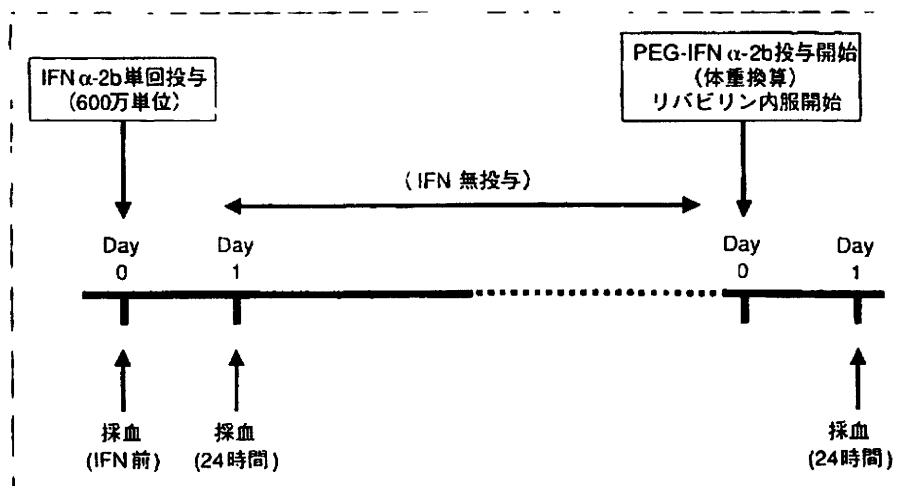 IFN α-2b単回投与
(600万単位)
PEG-IFN α-2b投与開始
(体重換算)
リバビリン内服開始
( IFN 無投与)
Day
0
Day
1
Day
0
Day
1
採血
(IFN前)
採血
(24時間)
採血
(24時間)